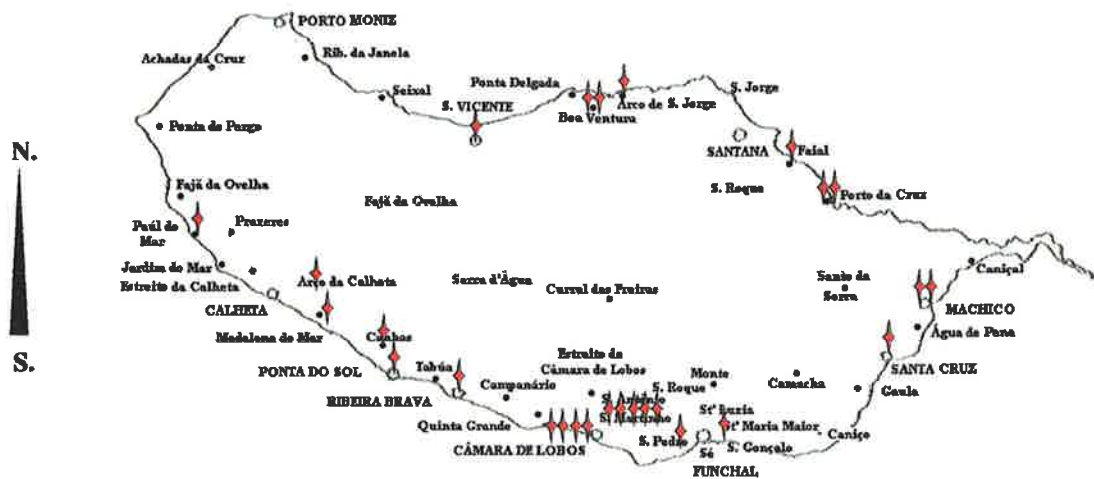 PORTO MONIZ
Achadas da Cruz
Rib. da Janela
Seixal
Ponta Delgada
S. Jorge
S. VICENTE
Arco de S. Jorge
Boa Ventura
Ponta do Pargo
N.
SANTANA
Faial
S. Roque
Fajã da Ovelha
Porto da Cruz
Fajã da Ovelha
Prazeres
Paúl do
Mar
Jardim do Mar
Caniçal
Arco da Calheta
Serra d'Água
Santo da
Serra
Estreito da Calheta
Curral das Freiras
CALHETA
MACHICO
Madalena do Mar
Canhas
Água de Pena
S.
Estreito de
Câmara de Lobos
SANTA CRUZ
PONTA DO SOL
Tabúa
Monte
Camacha
Campanário
S. Roque
Gaula
RIBEIRA BRAVA
S. António
Stª Luzia
S. Martinho
Quinta Grande
Stª Maria Maior
Caniço
CÂMARA DE LOBOS
S. Pedro
Sé
S. Gonçalo
FUNCHAL